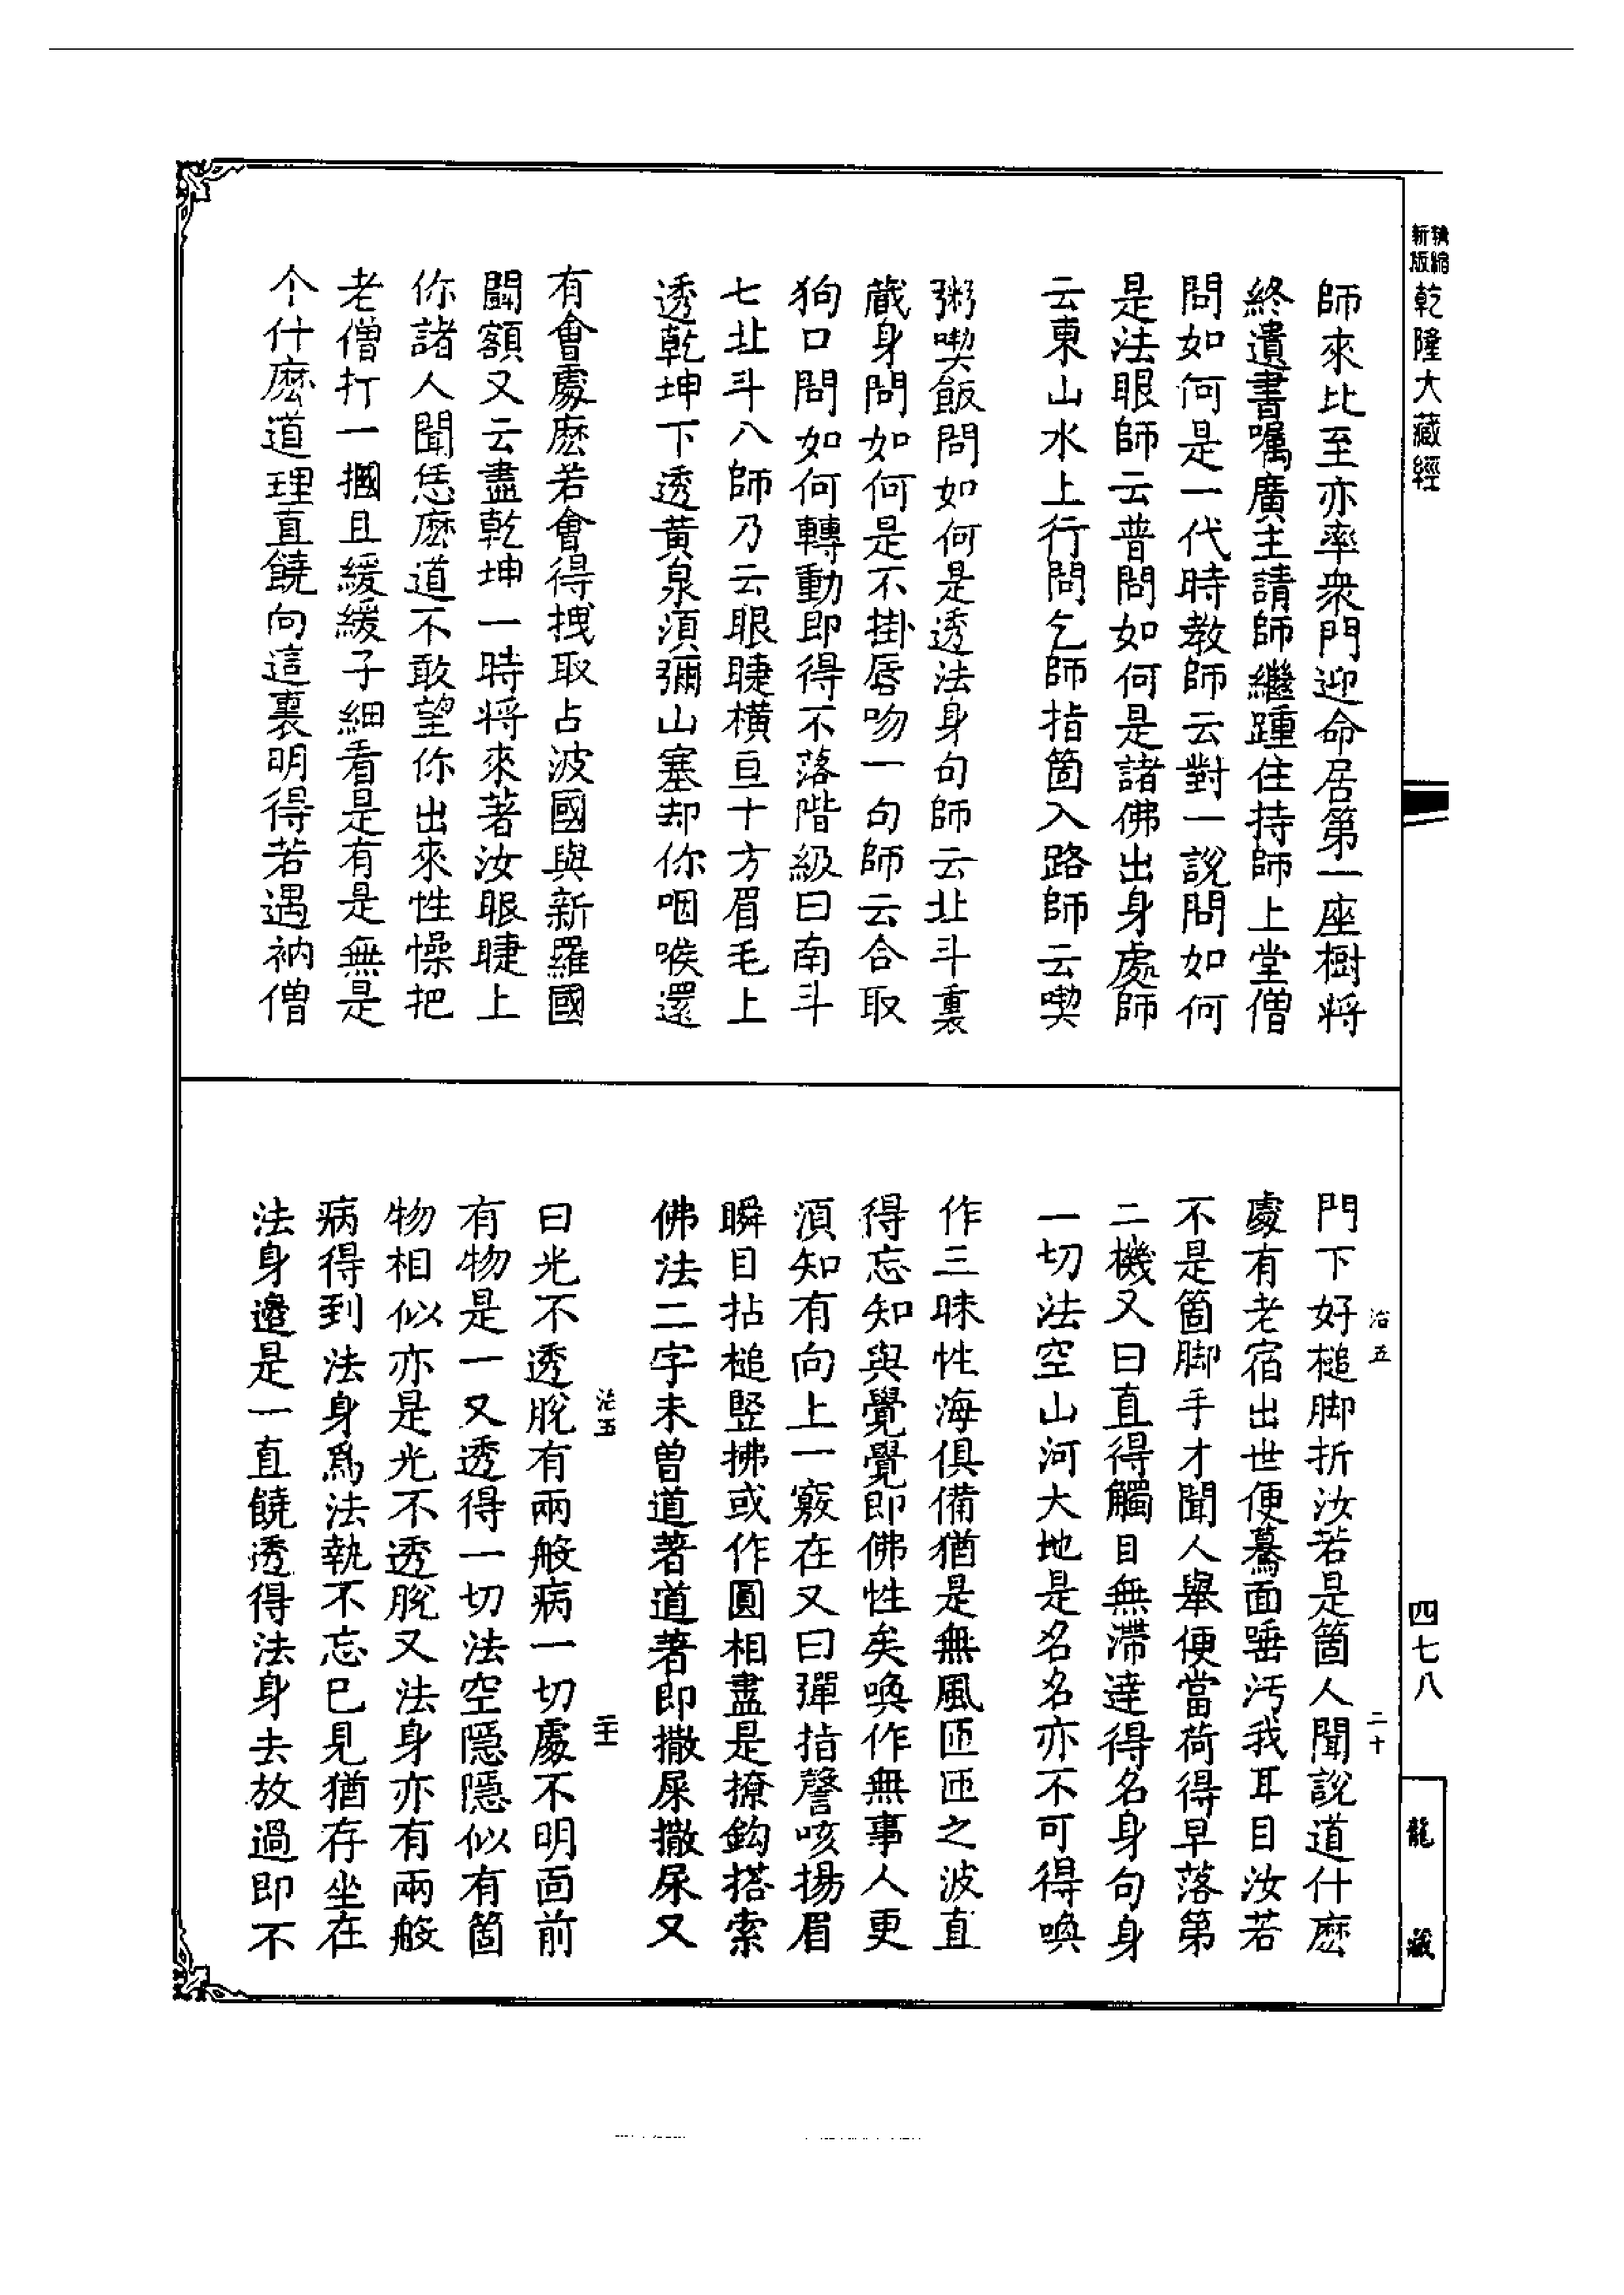 新縮
版編
乾隆大藏經
師來比至亦率衆門迎命居第一座樹將
終遺書囑廣主請師繼踵住持師上堂僧
問如何是一代時教師云對一說問如何
是法眼師云普問如何是諸佛出身處師
云東山水上行問乞師指箇入路師云喫
粥喫飯問如何是透法身句師云北斗裏
藏身問如何是不掛唇吻一句師云合取
狗口問如何轉動即得不落階級曰南斗
七北斗八師乃云眼睫橫亘十方眉毛上
透乾坤下透黃泉湏彌山塞却你咽喉還
有會處麽若會得拽取占波國與新羅國
鬭額又云盡乾坤一時將來著汝眼睫上
你諸人聞恁麽道不敢望你出來性懆把
老僧打一摑且緩緩子細看是有是無是
个什麽道理直饒向這裏明得若遇衲僧
門下好槌脚折汝若是箇人聞說道什麽
處有老宿出世便驀面唾汚我耳目汝若
不是箇脚手才聞人舉便當荷得早落第
二機又曰直得觸目無滯達得名身句身
一切法空山河大地是名名亦不可得喚
作三昧性海俱備猶是無風匝匝之波直
得忘知與覺覺即佛性矣喚作無事人更
湏知有向上一竅在又曰彈指謦咳揚眉
瞬目拈槌竪拂或作圓相盡是撩鈎搭索
佛法二字未曾道著道著即撒屎撒尿又
曰光不透脫有兩般病一切處不明面前
有物是一又透得一切法空隱隱似有箇
物相似亦是光不透脫又法身亦有兩般
病得到法身爲法執不忘已見猶存坐在
法身邊是一直饒透得法身去放過即不
四七八
龍藏